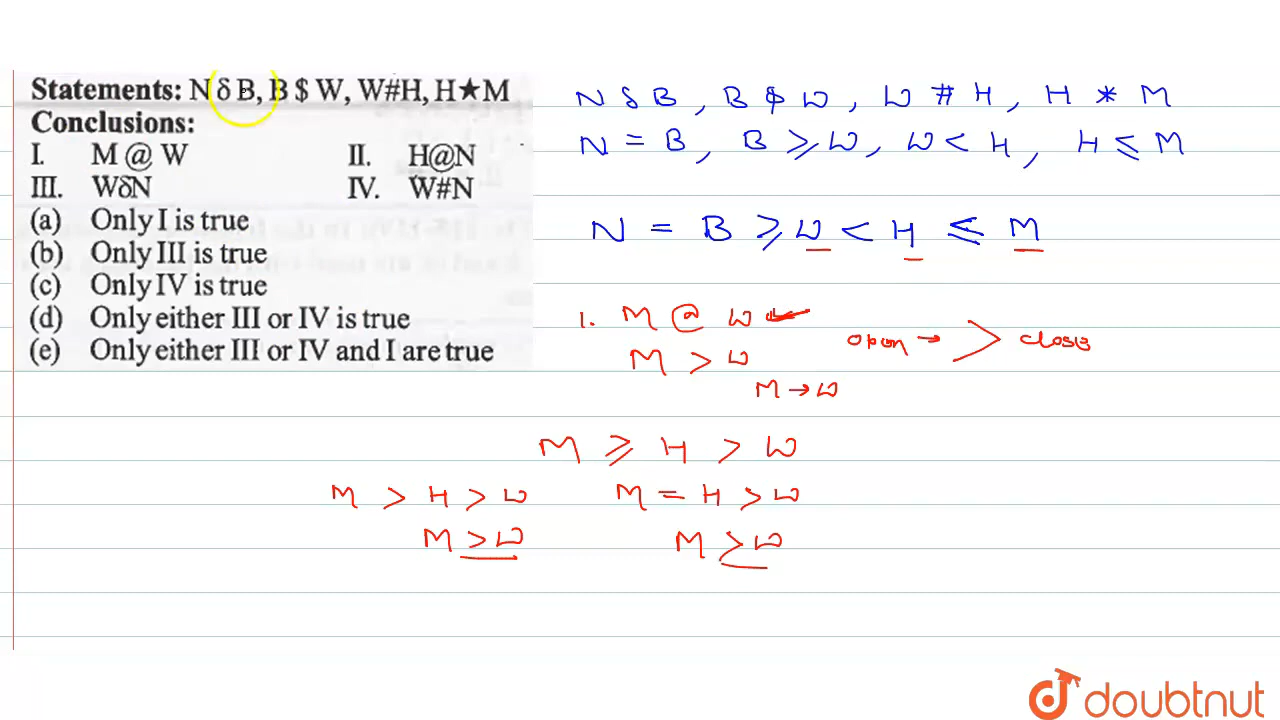 Statements: N δ B, B $ W, W#H, H★M
Conclusions:
I. M @ W II. H@N
III. WδN IV. W#N
(a) Only I is true
(b) Only III is true
(c) Only IV is true
(d) Only either III or IV is true
(e) Only either III or IV and I are true
N δ B, B $ W, W # H, H * M
N = B, B ≥ W, W < H, H ≤ M
N = B ≥ W < H ≤ M
1. M @ W ✓
M > W
open → > close
M → W
M ≥ H > W
M > H > W M = H > W
M > W M > W
doubtnut